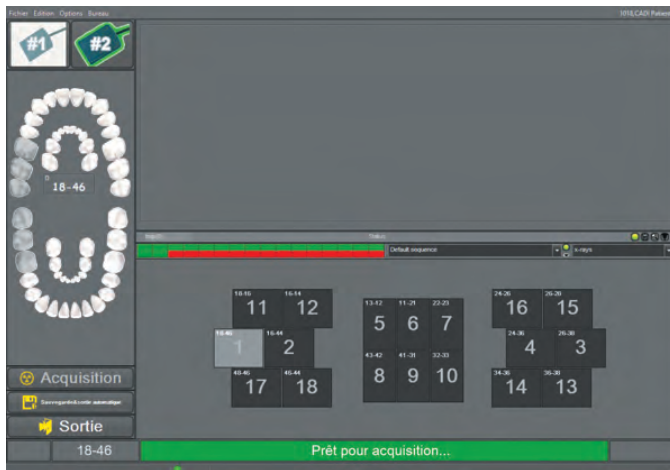 Fichier Edition Options Bureau
#1 #2
18-46
Default sequence x-rays
18-16 16-14 13-12 11-21 22-23 24-26 26-28
11 12 5 6 7 16 15
18-46 16-44 24-36 26-38
1 2 4 3
43-42 41-31 32-33
8 9 10
48-46 46-44 34-36 36-38
17 18 14 13
Acquisition
Sortie
18-46 Prêt pour acquisition...